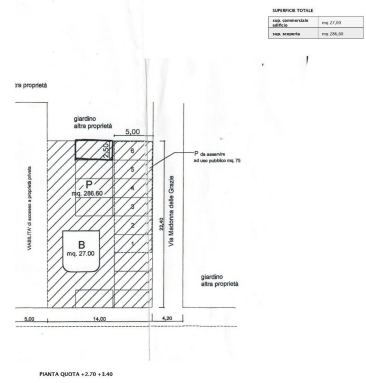 SUPERFICIE TOTALE
sup. commerciale edificio
mq 27,00
sup. scoperta
mq. 286,60
tra proprietà
giardino
altra proprietà
5,00
2,50
6
P da asservire
ad uso pubblico mq. 75
5
P
mq. 286.60
4
3
2
1
B
mq. 27.00
VIABILITA' di accesso a proprietà privata
22,40
Via Madonna delle Grazie
giardino
altra proprietà
5,00
14,00
4,20
PIANTA QUOTA +2.70 +3.40